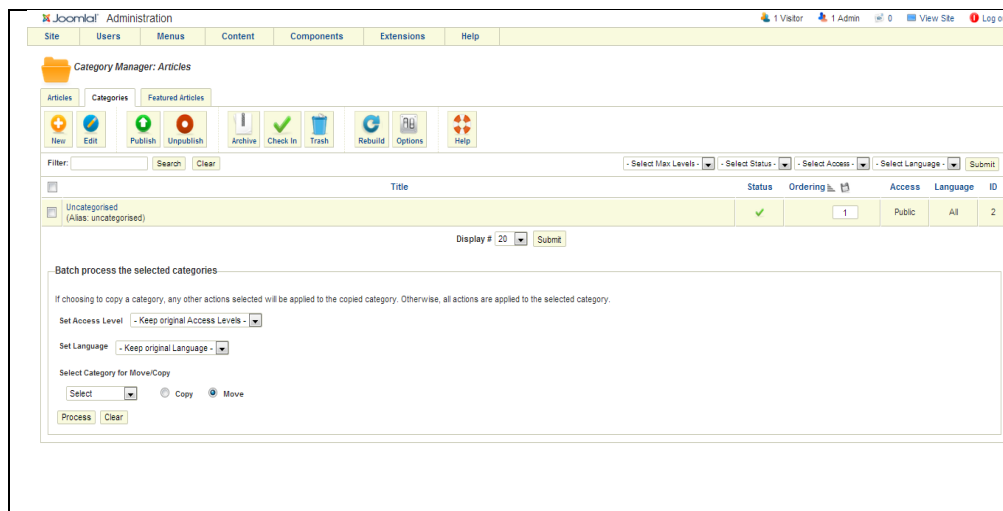 Joomla! Administration 1 Visitor 1 Admin 0 View Site Log o
Site Users Menus Content Components Extensions Help
Category Manager: Articles
Articles Categories Featured Articles
New Edit Publish Unpublish Archive Check In Trash Rebuild Options Help
Filter: Search Clear - Select Max Levels - - Select Status - - Select Access - - Select Language - Submit
Title Status Ordering Access Language ID
Uncategorised
(Alias: uncategorised) 1 Public All 2
Display # 20 Submit
Batch process the selected categories
If choosing to copy a category, any other actions selected will be applied to the copied category. Otherwise, all actions are applied to the selected category.
Set Access Level - Keep original Access Levels -
Set Language - Keep original Language -
Select Category for Move/Copy
Select Copy Move
Process Clear